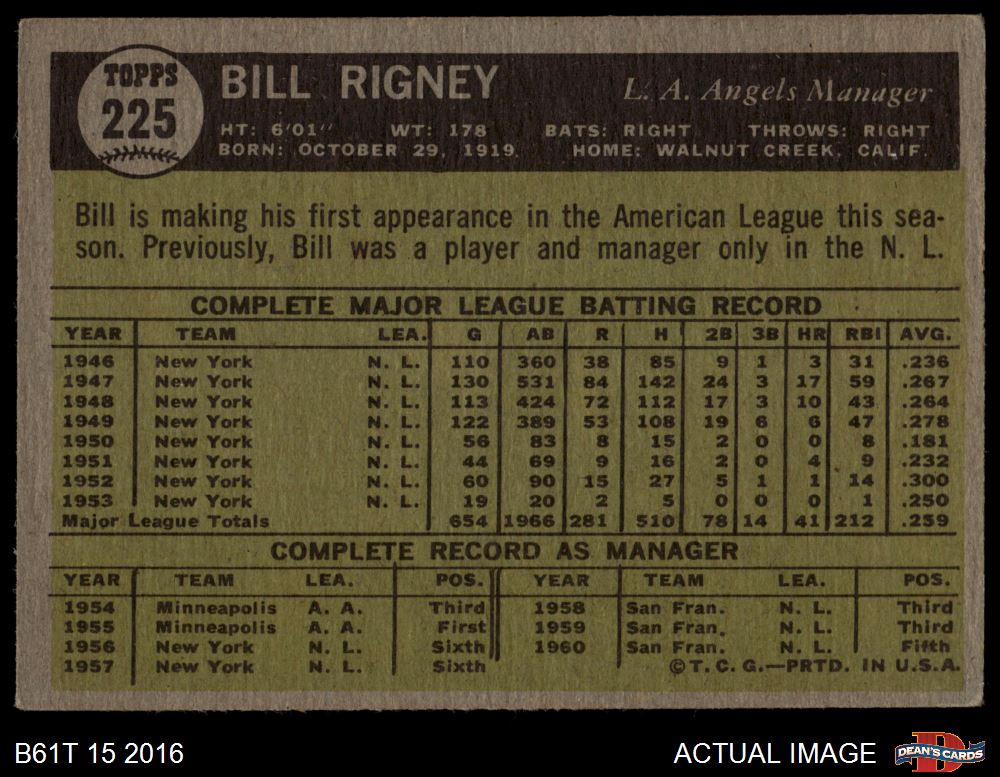 TOPPS
225
BILL RIGNEY
L. A. Angels Manager
HT: 6'01" WT: 178 BATS: RIGHT THROWS: RIGHT
BORN: OCTOBER 29, 1919. HOME: WALNUT CREEK, CALIF.
Bill is making his first appearance in the American League this sea-
son. Previously, Bill was a player and manager only in the N. L.
COMPLETE MAJOR LEAGUE BATTING RECORD
YEAR TEAM LEA. G AB R H 2B 3B HR RBI AVG.
1946 New York N. L. 110 360 38 85 9 1 3 31 .236
1947 New York N. L. 130 531 84 142 24 3 17 59 .267
1948 New York N. L. 113 424 72 112 17 3 10 43 .264
1949 New York N. L. 122 389 53 108 19 6 6 47 .278
1950 New York N. L. 56 83 8 15 2 0 0 8 .181
1951 New York N. L. 44 69 9 16 2 0 4 9 .232
1952 New York N. L. 60 90 15 27 5 1 1 14 .300
1953 New York N. L. 19 20 2 5 0 0 0 1 .250
Major League Totals 654 1966 281 510 78 14 41 212 .259
COMPLETE RECORD AS MANAGER
YEAR TEAM LEA. POS. YEAR TEAM LEA. POS.
1954 Minneapolis A. A. Third 1958 San Fran. N. L. Third
1955 Minneapolis A. A. First 1959 San Fran. N. L. Third
1956 New York N. L. Sixth 1960 San Fran. N. L. Fifth
1957 New York N. L. Sixth ©T. C. G.—PRTD. IN U.S.A.
B61T 15 2016
ACTUAL IMAGE
D
DEAN'S CARDS